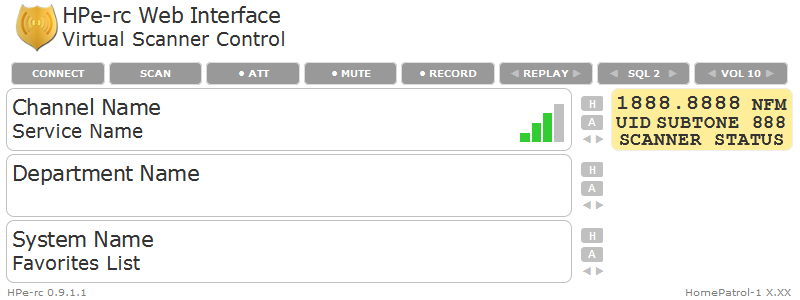 HPe-rc Web Interface
Virtual Scanner Control
CONNECT SCAN • ATT • MUTE • RECORD ◀ REPLAY ▶ ◀ SQL 2 ▶ ◀ VOL 10 ▶
Channel Name
Service Name
H
A
◀ ▶
1888.8888 NFM
UID SUBTONE 888
SCANNER STATUS
Department Name
H
A
◀ ▶
System Name
Favorites List
H
A
◀ ▶
HPe-rc 0.9.1.1
HomePatrol-1 X.XX